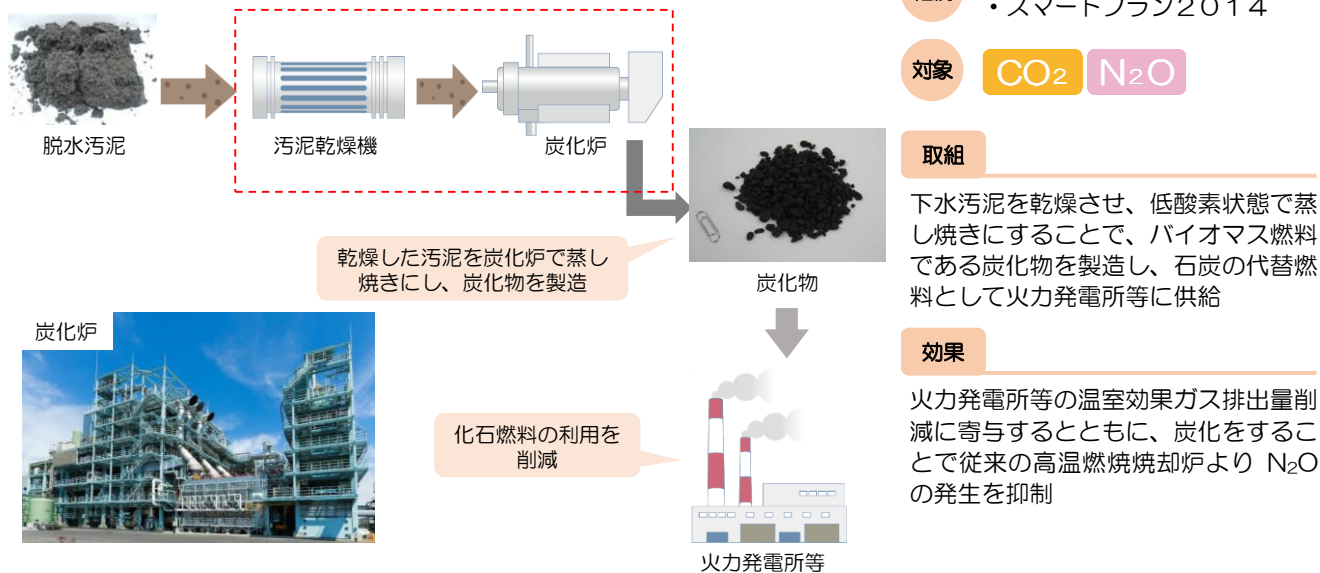 ・スマートプラン２０１４
対象
CO₂ N₂O
脱水汚泥
汚泥乾燥機
炭化炉
取組
下水汚泥を乾燥させ、低酸素状態で蒸
し焼きにすることで、バイオマス燃料
である炭化物を製造し、石炭の代替燃
料として火力発電所等に供給
乾燥した汚泥を炭化炉で蒸し
焼きにし、炭化物を製造
炭化物
炭化炉
効果
火力発電所等の温室効果ガス排出量削
減に寄与するとともに、炭化をするこ
とで従来の高温燃焼焼却炉より N₂O
の発生を抑制
化石燃料の利用を
削減
火力発電所等